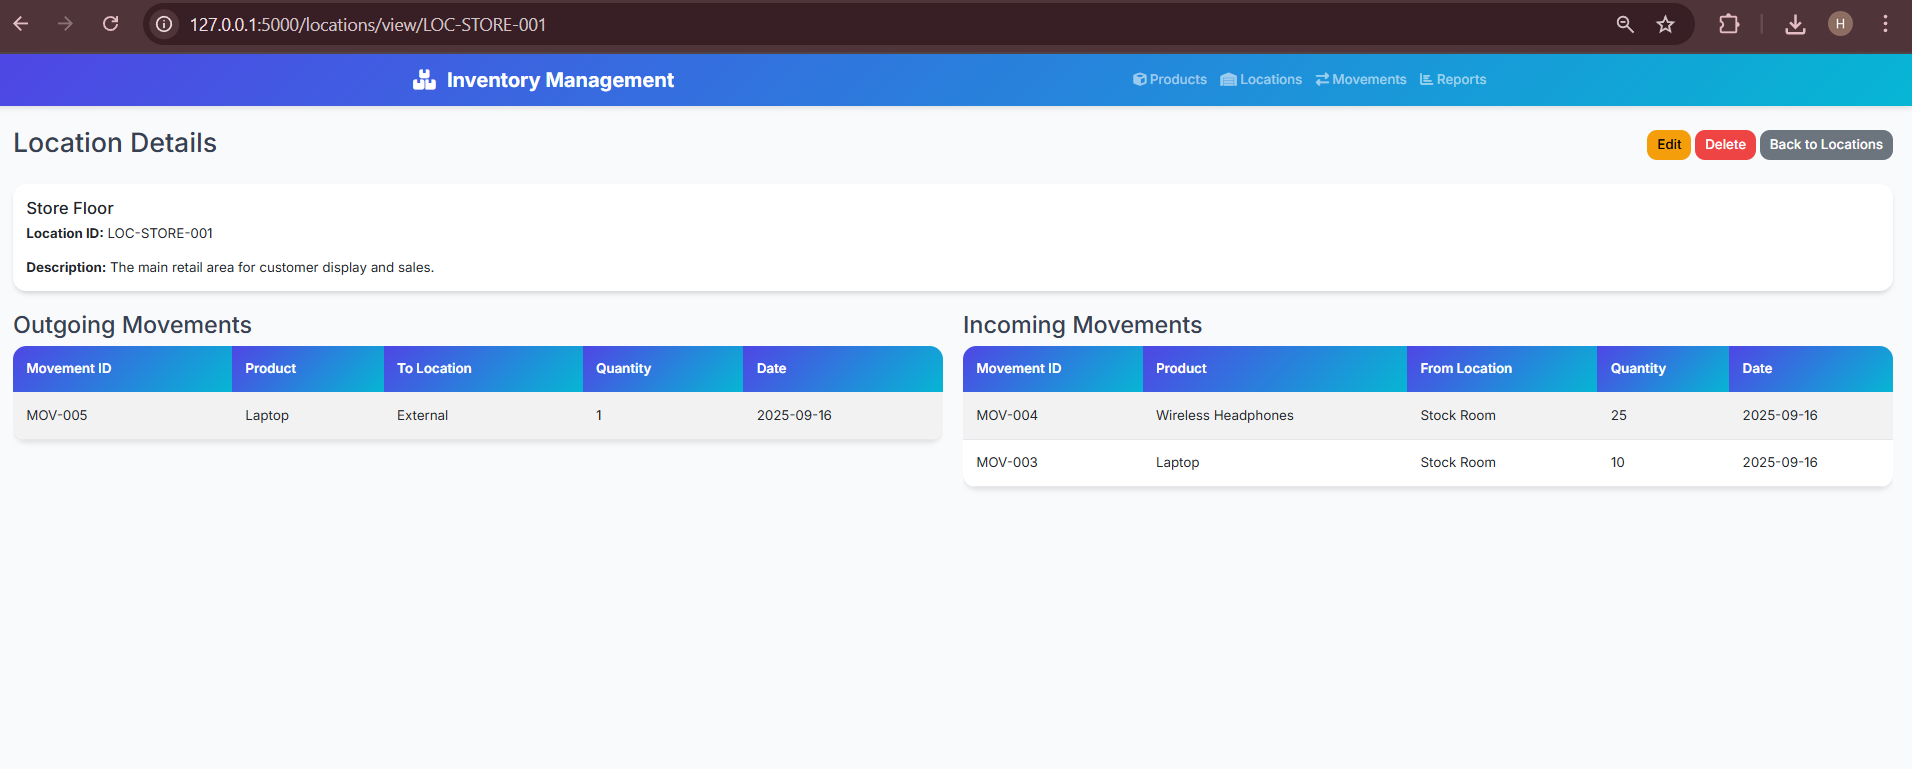 127.0.0.1:5000/locations/view/LOC-STORE-001
H
Inventory Management
Products Locations Movements Reports
Location Details
Edit Delete Back to Locations
Store Floor
Location ID: LOC-STORE-001
Description: The main retail area for customer display and sales.
Outgoing Movements
Movement ID Product To Location Quantity Date
MOV-005 Laptop External 1 2025-09-16
Incoming Movements
Movement ID Product From Location Quantity Date
MOV-004 Wireless Headphones Stock Room 25 2025-09-16
MOV-003 Laptop Stock Room 10 2025-09-16